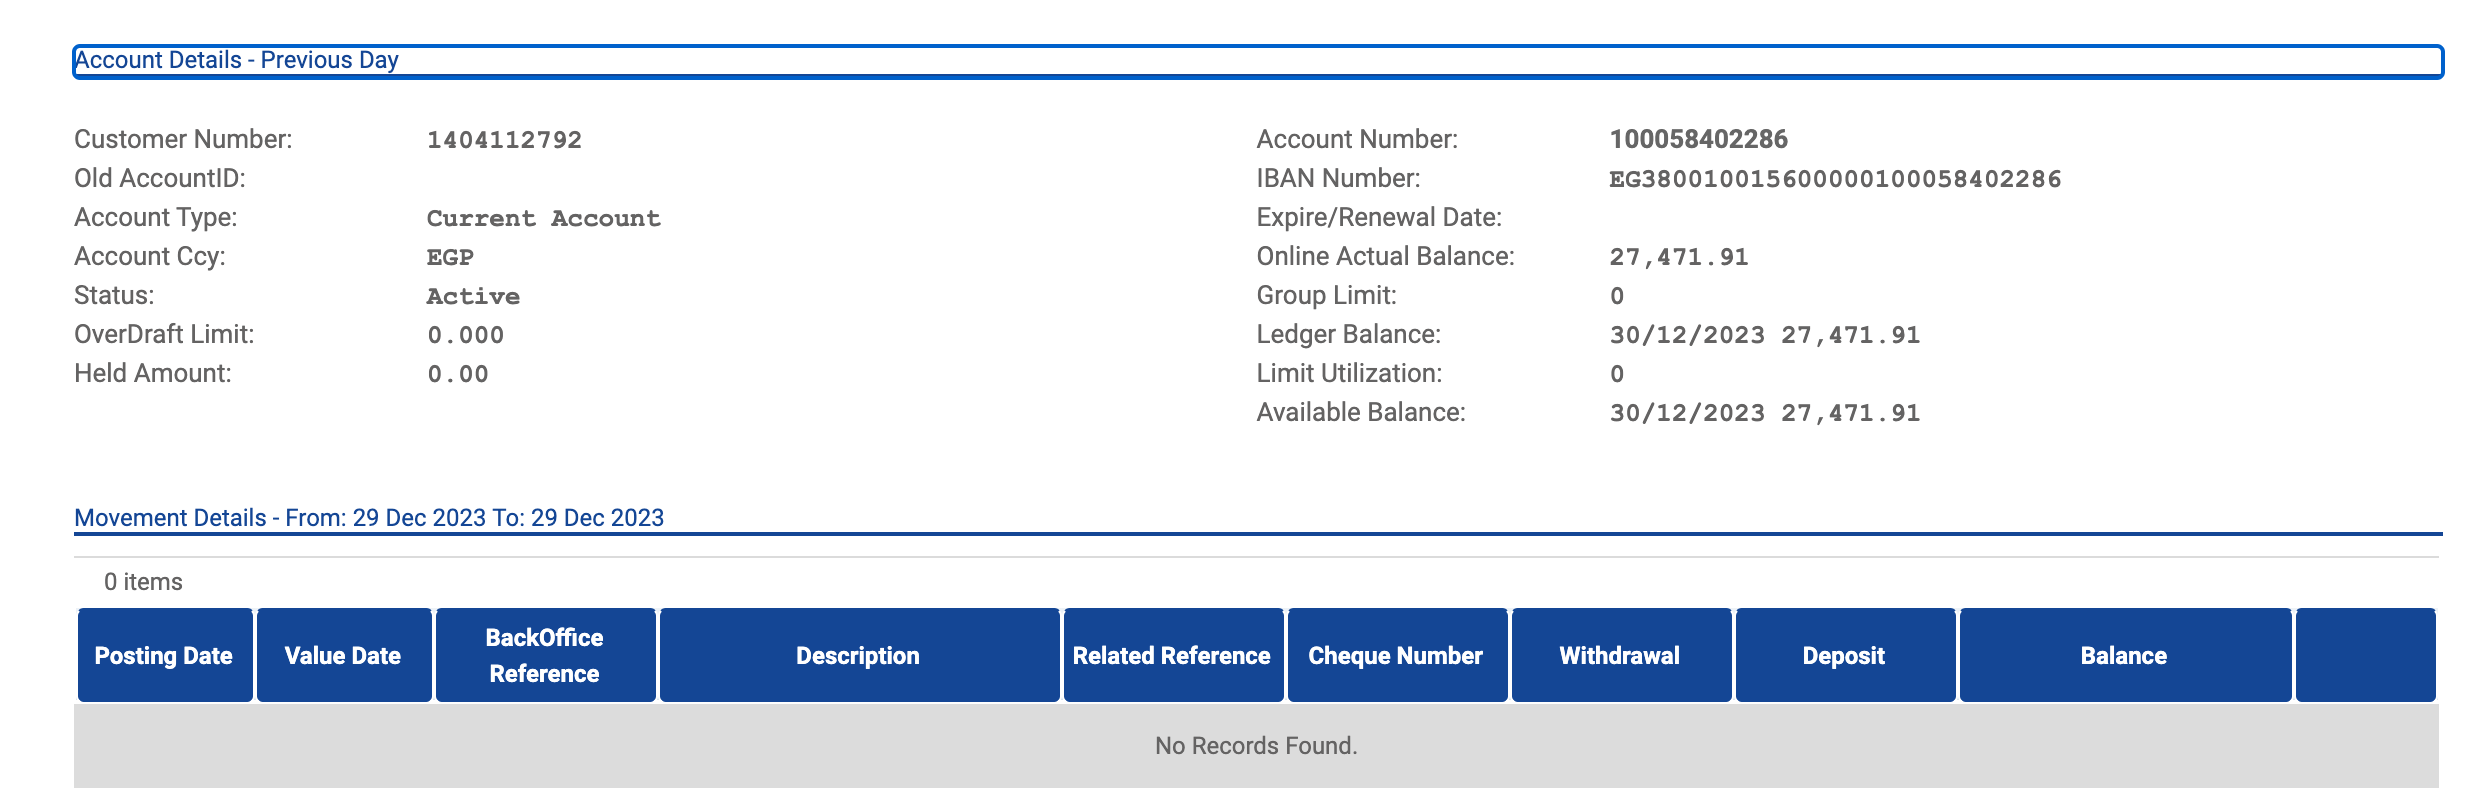 Account Details - Previous Day
Customer Number: 1404112792
Old AccountID:
Account Type: Current Account
Account Ccy: EGP
Status: Active
OverDraft Limit: 0.000
Held Amount: 0.00
Account Number: 100058402286
IBAN Number: EG380010015600000100058402286
Expire/Renewal Date:
Online Actual Balance: 27,471.91
Group Limit: 0
Ledger Balance: 30/12/2023 27,471.91
Limit Utilization: 0
Available Balance: 30/12/2023 27,471.91
Movement Details - From: 29 Dec 2023 To: 29 Dec 2023
0 items
Posting Date Value Date BackOffice Reference Description Related Reference Cheque Number Withdrawal Deposit Balance
No Records Found.